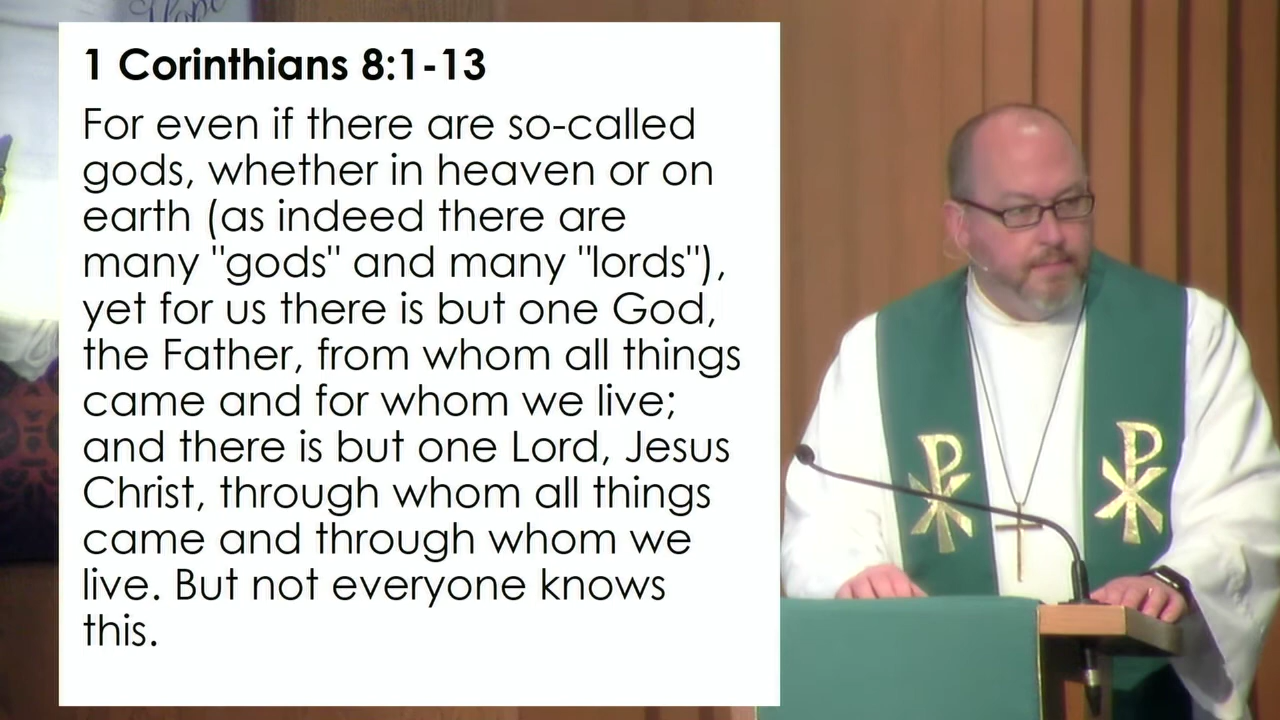 Hope
1 Corinthians 8:1-13
For even if there are so-called
gods, whether in heaven or on
earth (as indeed there are
many "gods" and many "lords"),
yet for us there is but one God,
the Father, from whom all things
came and for whom we live;
and there is but one Lord, Jesus
Christ, through whom all things
came and through whom we
live. But not everyone knows
this.